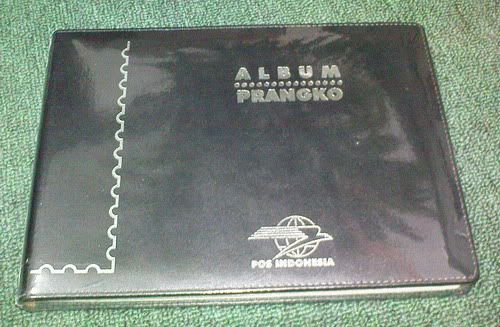 ALBUM
PRANGKO
POS INDONESIA